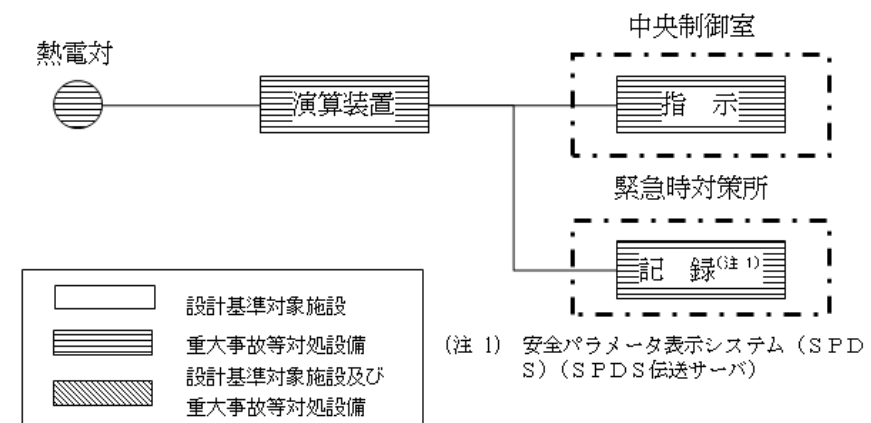 中央制御室
熱電対
演算装置
指　示
緊急時対策所
記　録(注 1)
設計基準対象施設
重大事故等対処設備
設計基準対象施設及び
重大事故等対処設備
(注 1)　安全パラメータ表示システム（ＳＰＤ
Ｓ）（ＳＰＤＳ伝送サーバ）